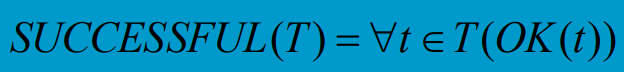 SUCCESSFUL(T) = ∀t ∈ T(OK(t))